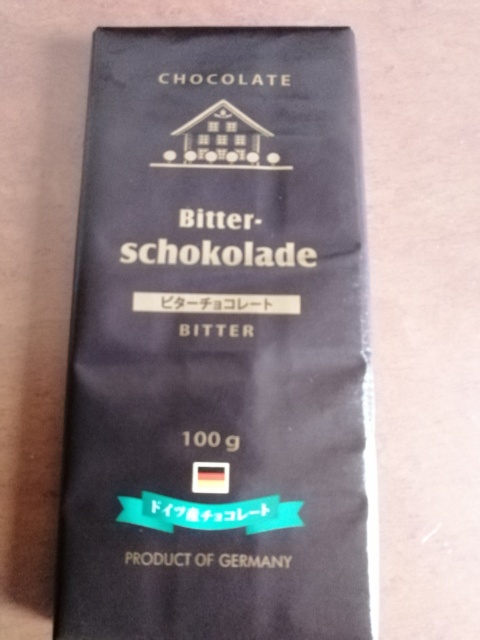 CHOCOLATE
Bitter-
schokolade
ビターチョコレート
BITTER
100 g
ドイツ産チョコレート
PRODUCT OF GERMANY